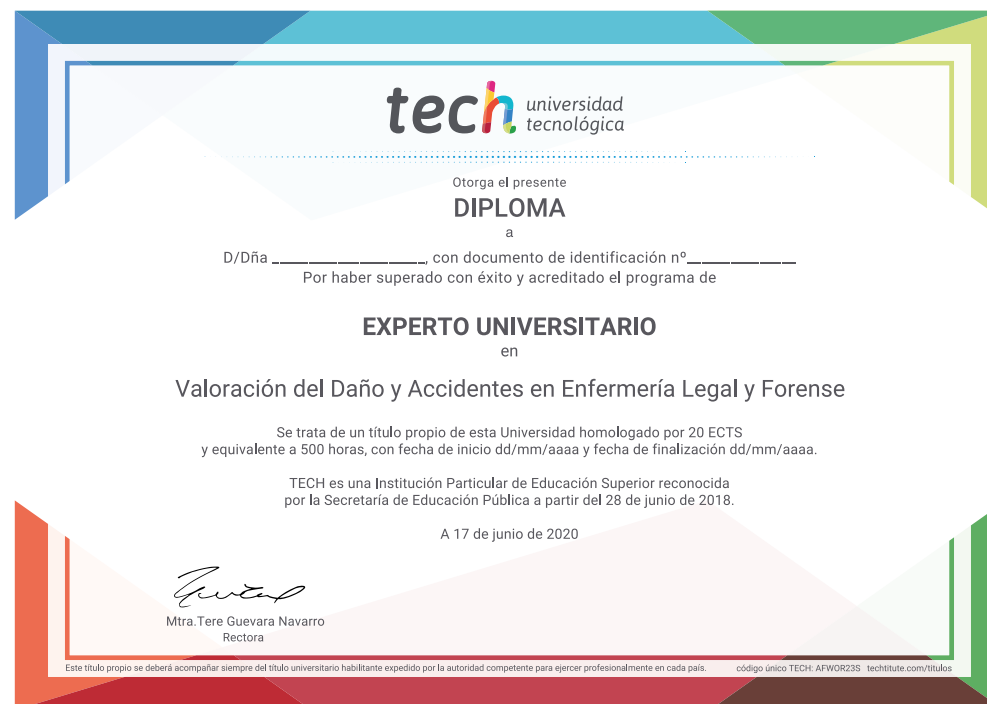 tech universidad
tecnológica
Otorga el presente
DIPLOMA
a
D/Dña ____________________, con documento de identificación nº______________
Por haber superado con éxito y acreditado el programa de
EXPERTO UNIVERSITARIO
en
Valoración del Daño y Accidentes en Enfermería Legal y Forense
Se trata de un título propio de esta Universidad homologado por 20 ECTS
y equivalente a 500 horas, con fecha de inicio dd/mm/aaaa y fecha de finalización dd/mm/aaaa.
TECH es una Institución Particular de Educación Superior reconocida
por la Secretaría de Educación Pública a partir del 28 de junio de 2018.
A 17 de junio de 2020
Mtra.Tere Guevara Navarro
Rectora
Este título propio se deberá acompañar siempre del título universitario habilitante expedido por la autoridad competente para ejercer profesionalmente en cada país. código único TECH: AFWOR23S techtitute.com/titulos